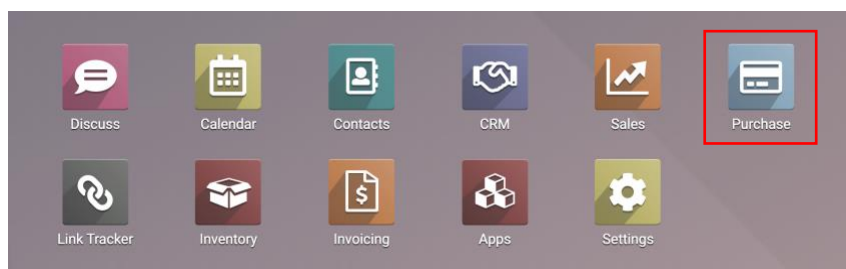 Discuss Calendar Contacts CRM Sales Purchase
Link Tracker Inventory Invoicing Apps Settings